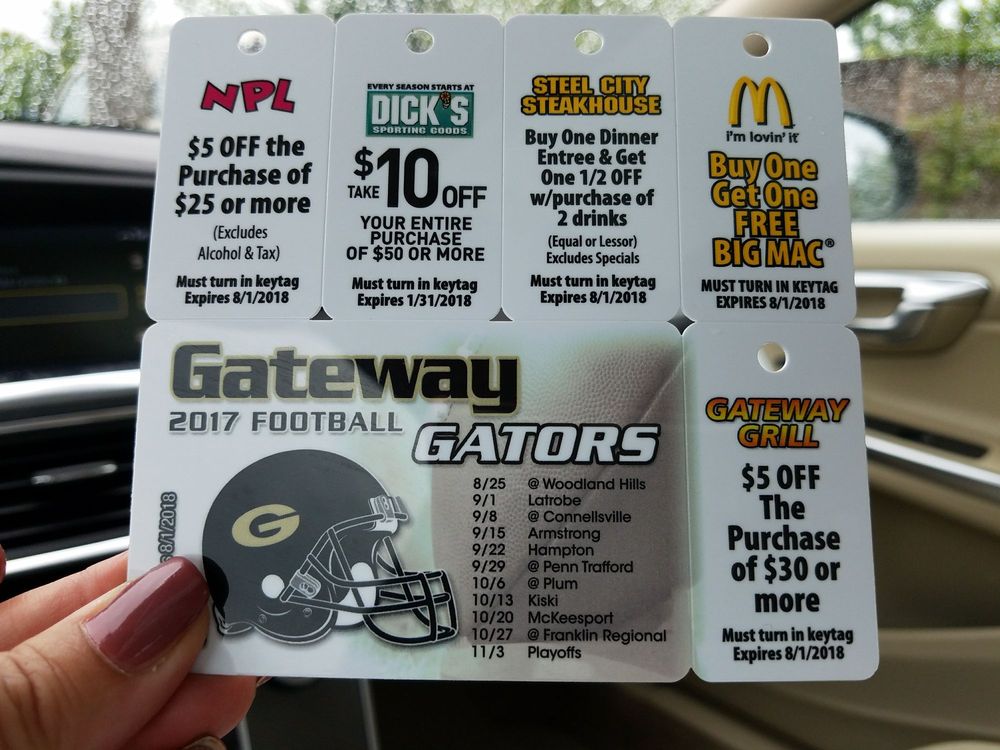 NPL
$5 OFF the
Purchase of
$25 or more
(Excludes
Alcohol & Tax)
Must turn in keytag
Expires 8/1/2018
EVERY SEASON STARTS AT
DICK'S
SPORTING GOODS
TAKE $10 OFF
YOUR ENTIRE
PURCHASE
OF $50 OR MORE
Must turn in keytag
Expires 1/31/2018
STEEL CITY
STEAKHOUSE
Buy One Dinner
Entree & Get
One 1/2 OFF
w/purchase of
2 drinks
(Equal or Lessor)
Excludes Specials
Must turn in keytag
Expires 8/1/2018
M
i'm lovin' it
Buy One
Get One
FREE
BIG MAC®
MUST TURN IN KEYTAG
EXPIRES 8/1/2018
Gateway
2017 FOOTBALL
GATORS
8/25 @ Woodland Hills
9/1 Latrobe
9/8 @ Connellsville
9/15 Armstrong
9/22 Hampton
9/29 @ Penn Trafford
10/6 @ Plum
10/13 Kiski
10/20 McKeesport
10/27 @ Franklin Regional
11/3 Playoffs
G
8/1/2018
GATEWAY
GRILL
$5 OFF
The
Purchase
of $30 or
more
Must turn in keytag
Expires 8/1/2018